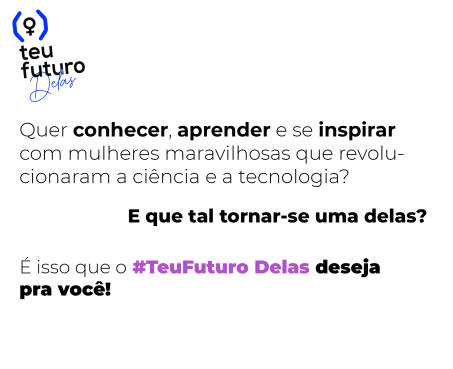 teu
futuro
Delas
Quer conhecer, aprender e se inspirar
com mulheres maravilhosas que revolu-
cionaram a ciência e a tecnologia?
E que tal tornar-se uma delas?
É isso que o #TeuFuturo Delas deseja
pra você!